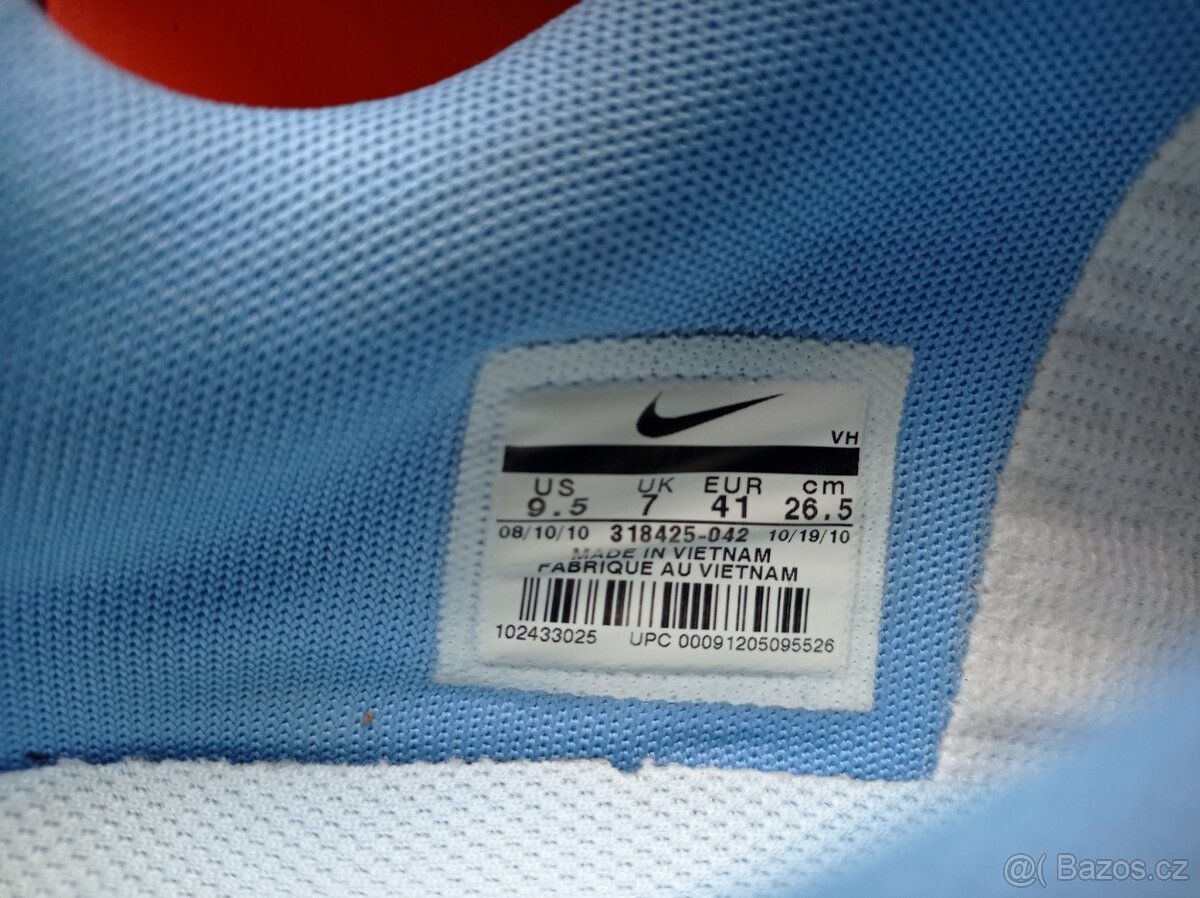 VH
US UK EUR cm
9.5 7 41 26.5
08/10/10 318425-042 10/19/10
MADE IN VIETNAM
FABRIQUE AU VIETNAM
102433025 UPC 00091205095526
@( Bazos.cz